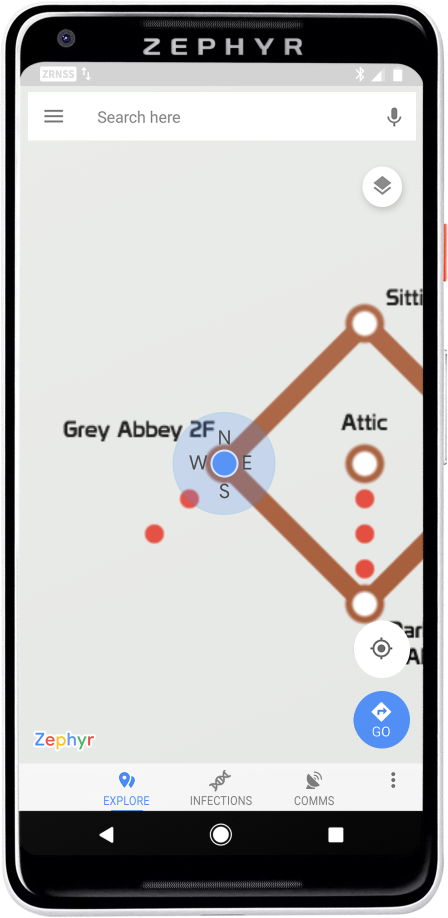 ZEPHYR
ZRNSS
Search here
Sitti
Attic
Grey Abbey 2F
N
W E
S
GO
Zephyr
EXPLORE INFECTIONS COMMS